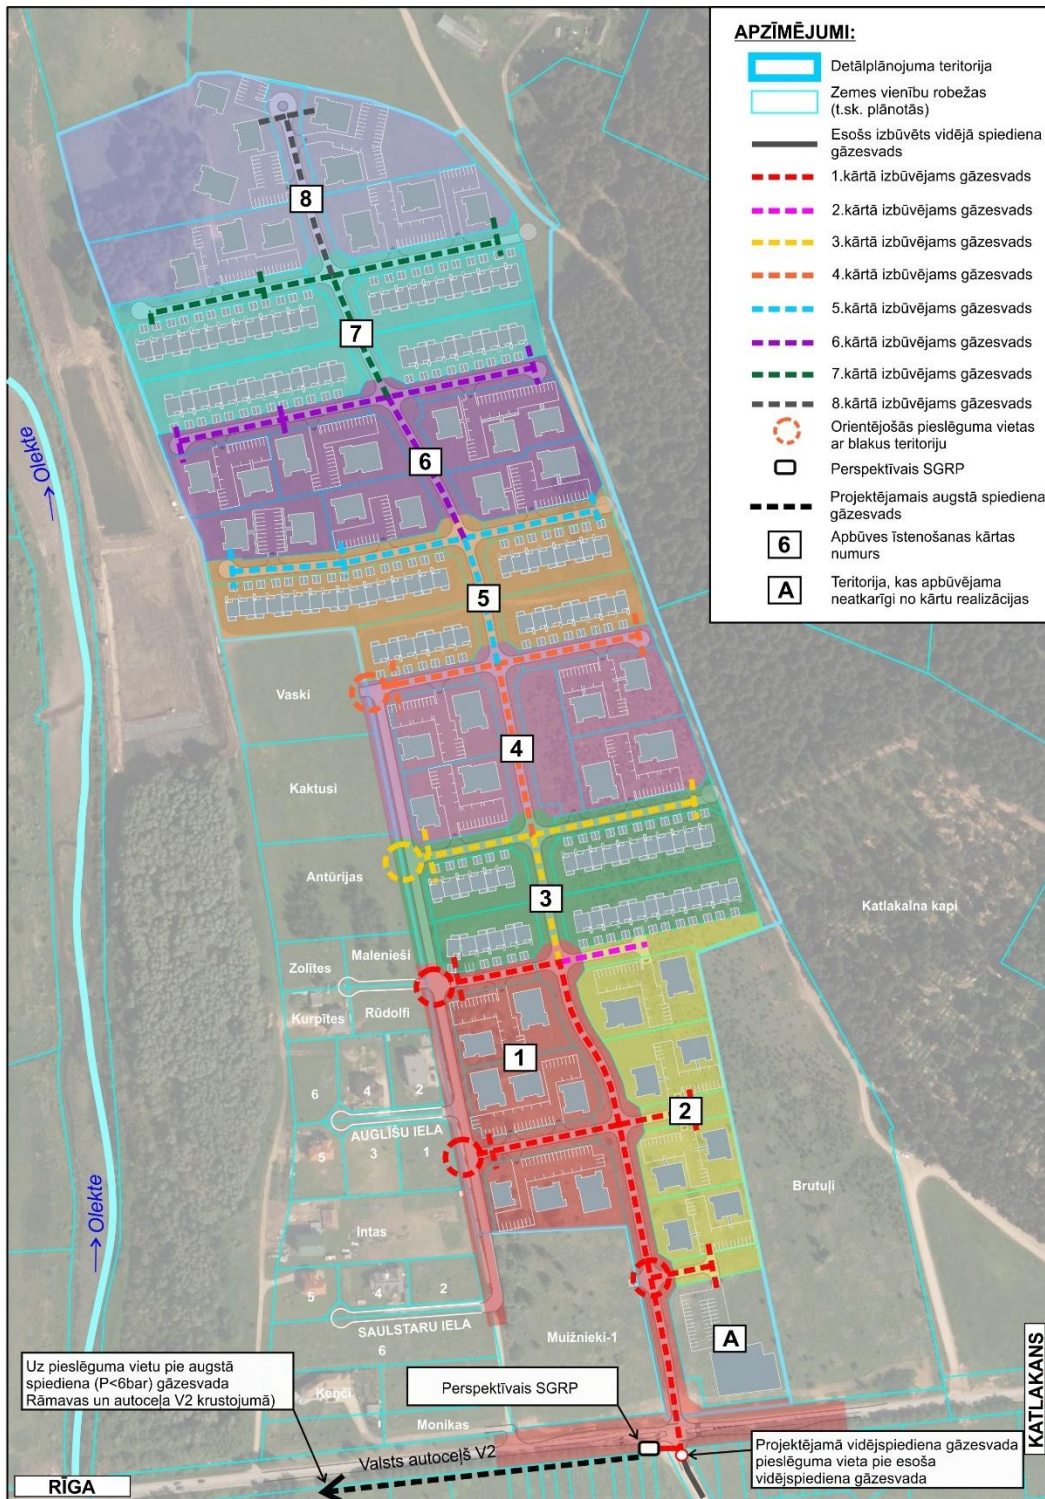 APZĪMĒJUMI:
Detālplānojuma teritorija
Zemes vienību robežas
(t.sk. plānotās)
Esošs izbūvēts vidējā spiediena
gāzesvads
1.kārtā izbūvējams gāzesvads
2.kārtā izbūvējams gāzesvads
3.kārtā izbūvējams gāzesvads
4.kārtā izbūvējams gāzesvads
5.kārtā izbūvējams gāzesvads
6.kārtā izbūvējams gāzesvads
7.kārtā izbūvējams gāzesvads
8.kārtā izbūvējams gāzesvads
Orientējošās pieslēguma vietas
ar blakus teritoriju
Perspektīvais SGRP
Projektējamais augstā spiediena
gāzesvads
6
Apbūves īstenošanas kārtas
numurs
A
Teritorija, kas apbūvējama
neatkarīgi no kārtu realizācijas
8
7
6
5
4
3
1
2
A
→ Olekte
→ Olekte
Vaski
Kaktusi
Antūrijas
Malenieši
Zolītes
Rūdolfi
Kurpītes
6
4
2
AUGLĪŠU IELA
5
3
1
Intas
5
4
2
SAULSTARU IELA
6
Ķenči
Monikas
Muižnieki-1
Brutuļi
Katlakalna kapi
Valsts autoceļš V2
Uz pieslēguma vietu pie augstā
spiediena (P<6bar) gāzesvada
Rāmavas un autoceļa V2 krustojumā)
Perspektīvais SGRP
Projektējamā vidējspiediena gāzesvada
pieslēguma vieta pie esoša
vidējspiediena gāzesvada
RĪGA
KATLAKANS